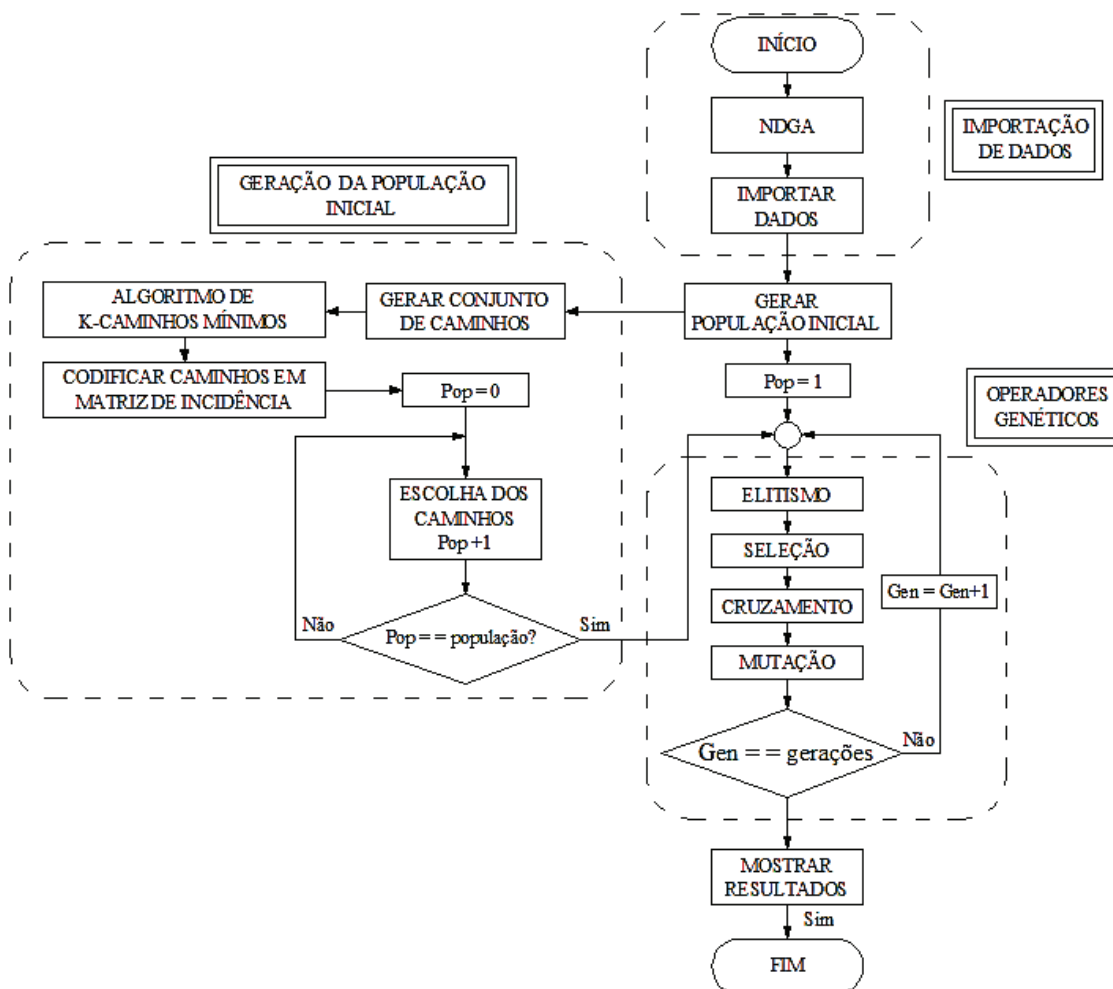 INÍCIO
NDGA
IMPORTAR
DADOS
IMPORTAÇÃO
DE DADOS
GERAÇÃO DA POPULAÇÃO
INICIAL
ALGORITMO DE
K-CAMINHOS MÍNIMOS
GERAR CONJUNTO
DE CAMINHOS
GERAR
POPULAÇÃO INICIAL
CODIFICAR CAMINHOS EM
MATRIZ DE INCIDÊNCIA
Pop = 0
Pop = 1
OPERADORES
GENÉTICOS
ESCOLHA DOS
CAMINHOS
Pop +1
ELITISMO
SELEÇÃO
Gen = Gen+1
CRUZAMENTO
Não
Pop = = população?
Sim
MUTAÇÃO
Gen = = gerações
Não
MOSTRAR
RESULTADOS
Sim
FIM